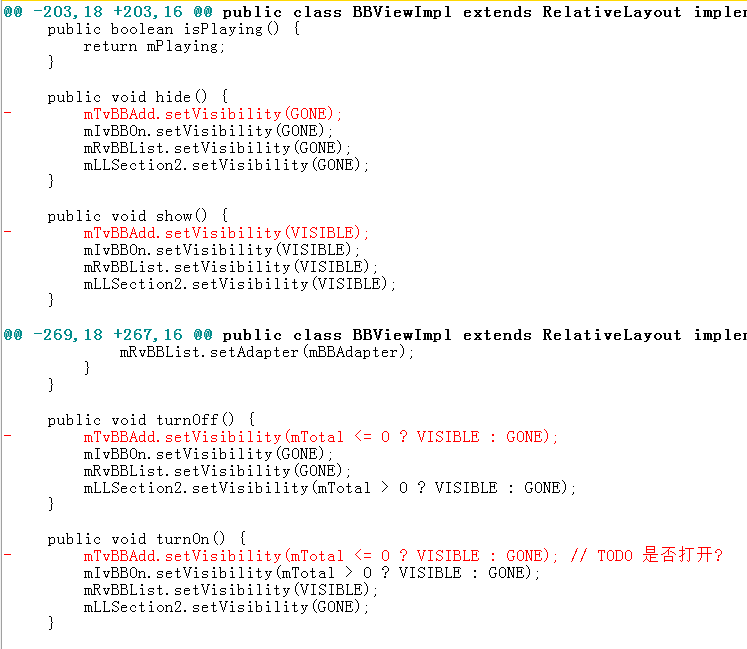 @@ -203,18 +203,16 @@ public class BBViewImpl extends RelativeLayout implem
    public boolean isPlaying() {
        return mPlaying;
    }

    public void hide() {
-       mTvBBAdd.setVisibility(GONE);
        mIvBBOn.setVisibility(GONE);
        mRvBBList.setVisibility(GONE);
        mLLSection2.setVisibility(GONE);
    }

    public void show() {
-       mTvBBAdd.setVisibility(VISIBLE);
        mIvBBOn.setVisibility(VISIBLE);
        mRvBBList.setVisibility(VISIBLE);
        mLLSection2.setVisibility(VISIBLE);
    }

@@ -269,18 +267,16 @@ public class BBViewImpl extends RelativeLayout implem
            mRvBBList.setAdapter(mBBAdapter);
        }
    }

    public void turnOff() {
-       mTvBBAdd.setVisibility(mTotal <= 0 ? VISIBLE : GONE);
        mIvBBOn.setVisibility(GONE);
        mRvBBList.setVisibility(GONE);
        mLLSection2.setVisibility(mTotal > 0 ? VISIBLE : GONE);
    }

    public void turnOn() {
-       mTvBBAdd.setVisibility(mTotal <= 0 ? VISIBLE : GONE); // TODO 是否打开?
        mIvBBOn.setVisibility(mTotal > 0 ? VISIBLE : GONE);
        mRvBBList.setVisibility(VISIBLE);
        mLLSection2.setVisibility(GONE);
    }